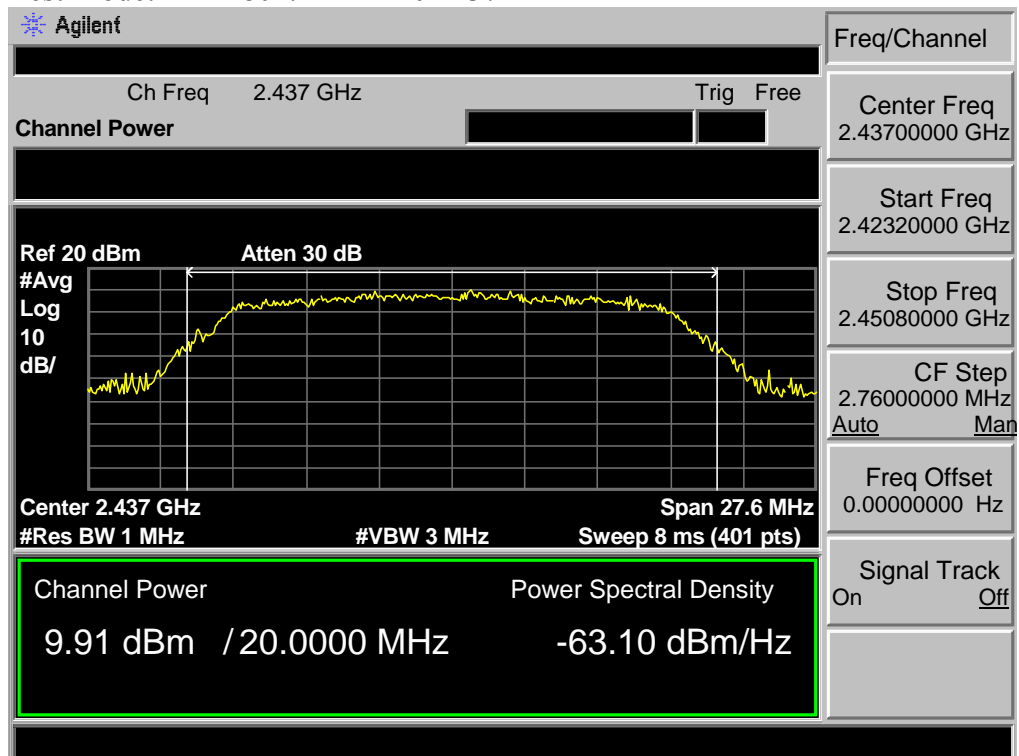 Agilent
Freq/Channel
Ch Freq 2.437 GHz Trig Free
Channel Power
Center Freq
2.43700000 GHz
Start Freq
2.42320000 GHz
Stop Freq
2.45080000 GHz
CF Step
2.76000000 MHz
Auto Man
Freq Offset
0.00000000 Hz
Signal Track
On Off
Ref 20 dBm Atten 30 dB
#Avg
Log
10
dB/
Center 2.437 GHz Span 27.6 MHz
#Res BW 1 MHz #VBW 3 MHz Sweep 8 ms (401 pts)
Channel Power Power Spectral Density
9.91 dBm / 20.0000 MHz -63.10 dBm/Hz